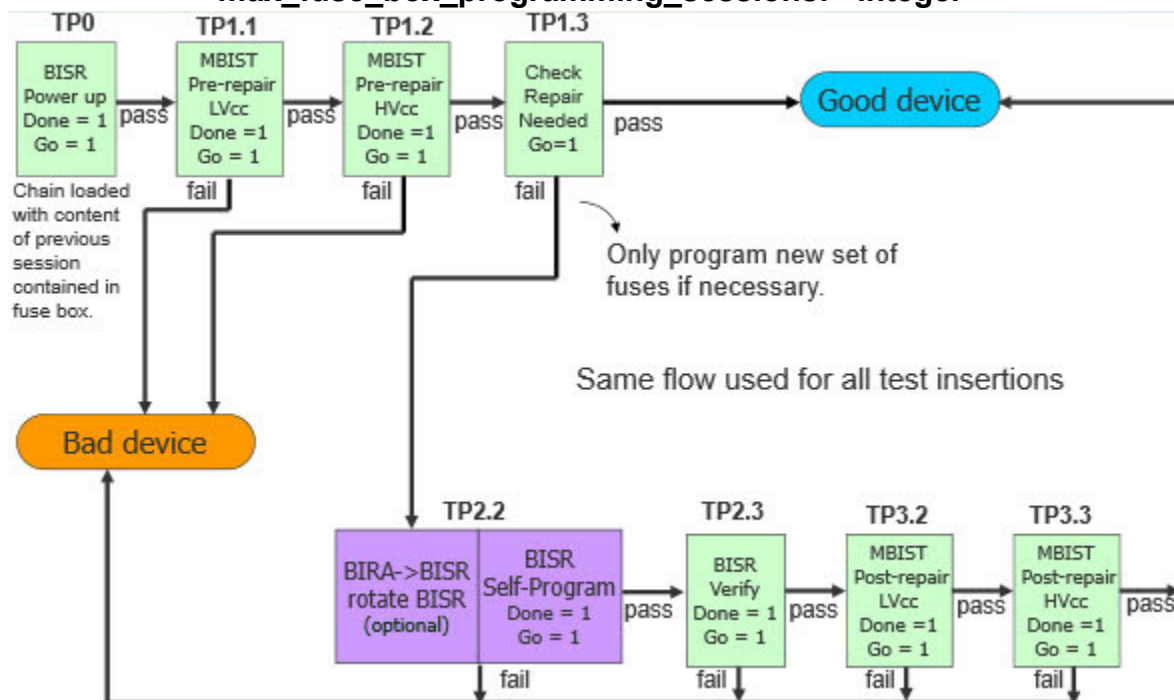 max_fuse_box_programming_sessions: integer
TP0
TP1.1
TP1.2
TP1.3
BISR
Power up
Done = 1
Go = 1
pass
MBIST
Pre-repair
LVcc
Done =1
Go = 1
pass
MBIST
Pre-repair
HVcc
Done =1
Go = 1
pass
Check
Repair
Needed
Go=1
pass
Good device
fail
fail
fail
Chain loaded
with content
of previous
session
contained in
fuse box.
Only program new set of
fuses if necessary.
Same flow used for all test insertions
Bad device
TP2.2
TP2.3
TP3.2
TP3.3
BIRA->BISR
rotate BISR
(optional)
BISR
Self-Program
Done = 1
Go = 1
pass
BISR
Verify
Done = 1
Go = 1
pass
MBIST
Post-repair
LVcc
Done =1
Go = 1
pass
MBIST
Post-repair
HVcc
Done =1
Go = 1
pass
fail
fail
fail
fail